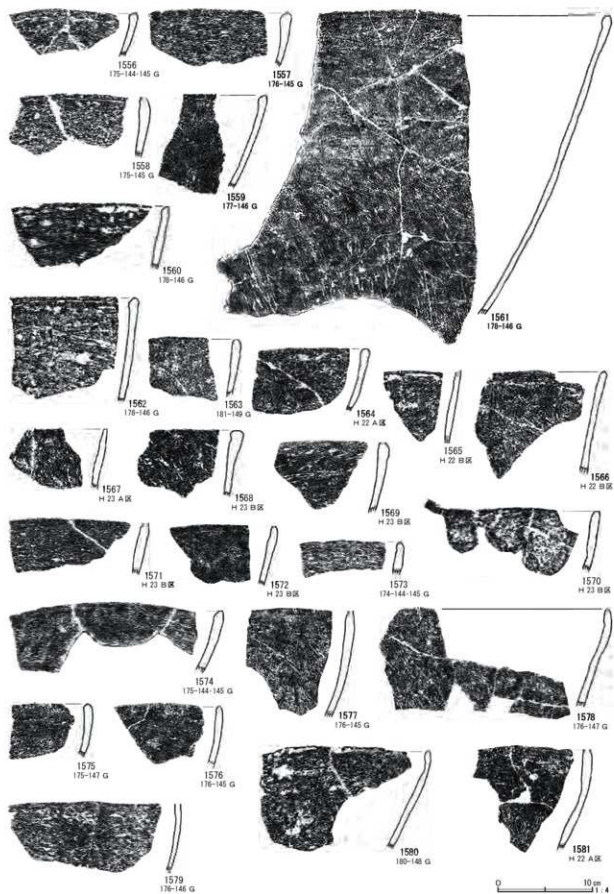 1556
175-144-145 G
1557
176-145 G
1558
175-145 G
1559
177-146 G
1560
178-146 G
1561
178-146 G
1562
178-146 G
1563
181-149 G
1564
H 22 A区
1565
H 22 B区
1566
H 22 B区
1567
H 23 A区
1568
H 23 B区
1569
H 23 B区
1570
H 23 B区
1571
H 23 B区
1572
H 23 B区
1573
174-144-145 G
1574
175-144-145 G
1575
175-147 G
1576
176-145 G
1577
176-145 G
1578
176-147 G
1579
176-146 G
1580
180-148 G
1581
H 22 A区
0 10 cm
1 : 4